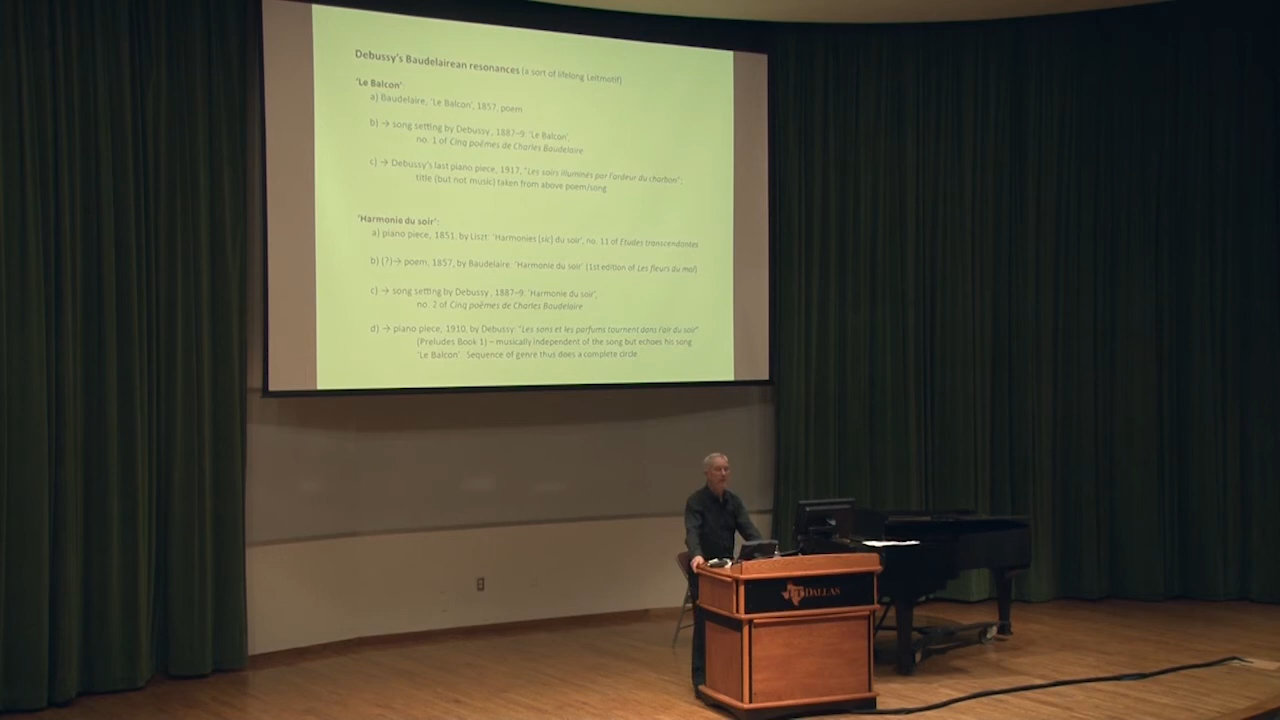 Debussy's Baudelairean resonances (a sort of lifelong Leitmotif)
'Le Balcon'
a) Baudelaire, 'Le Balcon', 1857, poem
b) → song setting by Debussy, 1887–9: 'Le Balcon',
no. 1 of Cinq poèmes de Charles Baudelaire
c) → Debussy's last piano piece, 1917, "Les soirs illuminés par l'ardeur du charbon";
title (but not music) taken from above poem/song
'Harmonie du soir':
a) piano piece, 1851, by Liszt: 'Harmonies [sic] du soir', no. 11 of Etudes transcendantes
b) (?)→ poem, 1857, by Baudelaire: 'Harmonie du soir' (1st edition of Les fleurs du mal)
c) → song setting by Debussy, 1887–9: 'Harmonie du soir',
no. 2 of Cinq poèmes de Charles Baudelaire
d) → piano piece, 1910, by Debussy: "Les sons et les parfums tournent dans l'air du soir"
(Preludes Book 1) – musically independent of the song but echoes his song
'Le Balcon'. Sequence of genre thus does a complete circle.
UT DALLAS